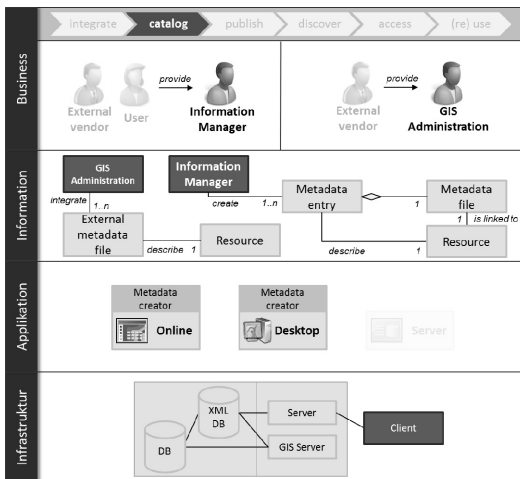 integrate
catalog
publish
discover
access
(re) use
Business
provide
External
vendor
User
Information
Manager
provide
External
vendor
GIS
Administration
Information
GIS
Administration
integrate
1..n
External
metadata
file
describe
1
Resource
Information
Manager
create
1..n
Metadata
entry
1
Metadata
file
1
is linked to
describe
1
Resource
Applikation
Metadata
creator
Online
Metadata
creator
Desktop
Server
Infrastruktur
XML
DB
DB
Server
GIS Server
Client